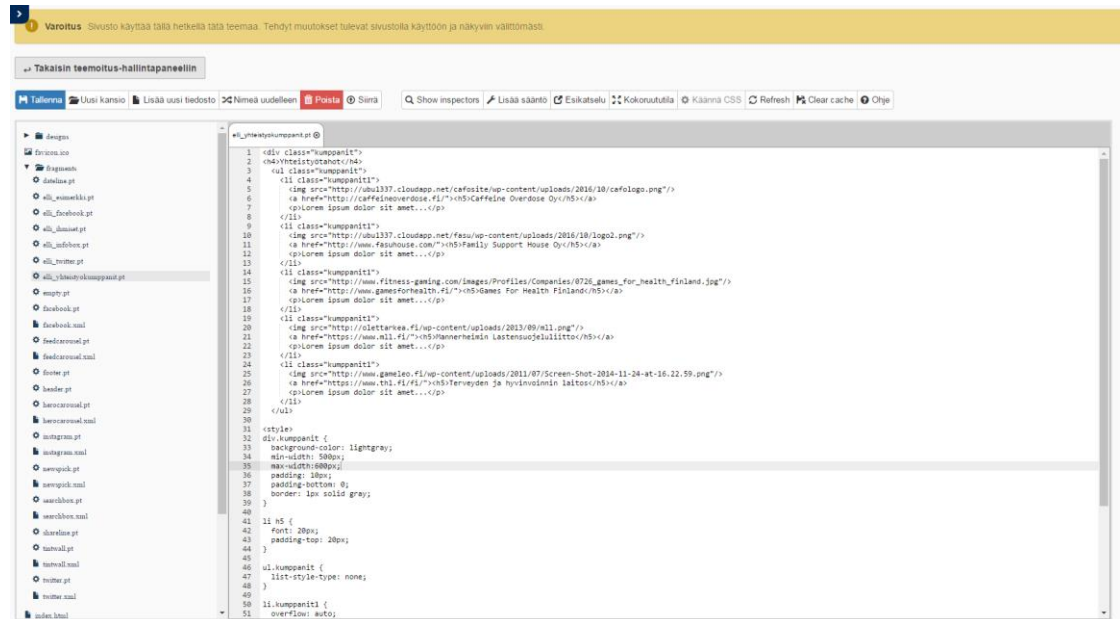 Varoitus Sivusto käyttää tällä hetkellä tätä teemaa. Tehdyt muutokset tulevat sivustolla käyttöön ja näkyviin välittömästi.
Takaisin teemoitus-hallintapaneeliin
Tallenna Uusi kansio Lisää uusi tiedosto Nimeä uudelleen Poista Siirrä Show inspectors Lisää sääntö Esikatselu Kokoruututila Käännä CSS Refresh Clear cache Ohje
designs
favicon.ico
fragments
dateline.pt
elli_esimerkki.pt
elli_facebook.pt
elli_ihmiset.pt
elli_infobox.pt
elli_twitter.pt
elli_yhteistyokumppanit.pt
empty.pt
facebook.pt
facebook.xml
feedcarousel.pt
feedcarousel.xml
footer.pt
header.pt
herocarousel.pt
herocarousel.xml
instagram.pt
instagram.xml
newspick.pt
newspick.xml
searchbox.pt
searchbox.xml
shareline.pt
tintwall.pt
tintwall.xml
twitter.pt
twitter.xml
index.html
elli_yhteistyokumppanit.pt
1 <div class="kumppanit">
2 <h4>Yhteistyötahot</h4>
3 <ul class="kumppanit">
4 <li class="kumppanit1">
5 <img src="http://ubu1337.cloudapp.net/cafosite/wp-content/uploads/2016/10/cafologo.png"/>
6 <a href="http://caffeineoverdose.fi/"><h5>Caffeine Overdose Oy</h5></a>
7 <p>Lorem ipsum dolor sit amet...</p>
8 </li>
9 <li class="kumppanit1">
10 <img src="http://ubu1337.cloudapp.net/fasu/wp-content/uploads/2016/10/logo2.png"/>
11 <a href="http://www.fasuhouse.com/"><h5>Family Support House Oy</h5></a>
12 <p>Lorem ipsum dolor sit amet...</p>
13 </li>
14 <li class="kumppanit1">
15 <img src="http://www.fitness-gaming.com/images/Profiles/Companies/0726_games_for_health_finland.jpg"/>
16 <a href="http://www.gamesforhealth.fi/"><h5>Games For Health Finland</h5></a>
17 <p>Lorem ipsum dolor sit amet...</p>
18 </li>
19 <li class="kumppanit1">
20 <img src="http://olettarkea.fi/wp-content/uploads/2013/09/mll.png"/>
21 <a href="https://www.mll.fi/"><h5>Mannerheimin Lastensuojeluliitto</h5></a>
22 <p>Lorem ipsum dolor sit amet...</p>
23 </li>
24 <li class="kumppanit1">
25 <img src="http://www.gameleo.fi/wp-content/uploads/2011/07/Screen-Shot-2014-11-24-at-16.22.59.png"/>
26 <a href="https://www.thl.fi/fi/"><h5>Terveyden ja hyvinvoinnin laitos</h5></a>
27 <p>Lorem ipsum dolor sit amet...</p>
28 </li>
29 </ul>
30
31 <style>
32 div.kumppanit {
33 background-color: lightgray;
34 min-width: 500px;
35 max-width:600px;
36 padding: 10px;
37 padding-bottom: 0;
38 border: 1px solid gray;
39 }
40
41 li h5 {
42 font: 20px;
43 padding-top: 20px;
44 }
45
46 ul.kumppanit {
47 list-style-type: none;
48 }
49
50 li.kumppanit1 {
51 overflow: auto;